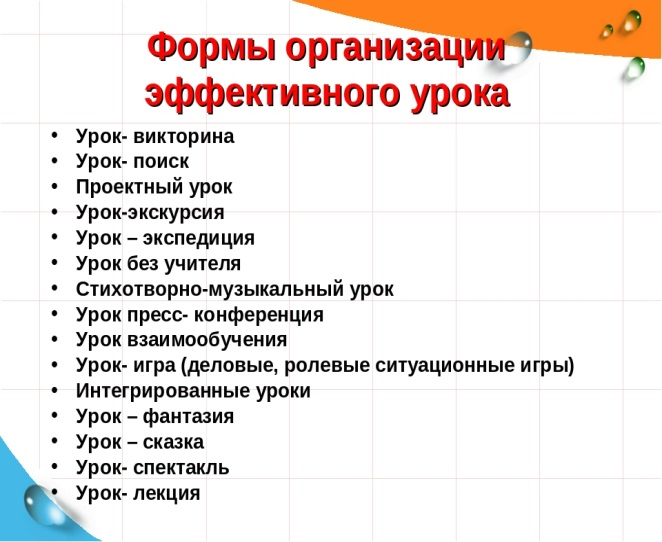 Формы организации
эффективного урока
• Урок- викторина
• Урок- поиск
• Проектный урок
• Урок-экскурсия
• Урок – экспедиция
• Урок без учителя
• Стихотворно-музыкальный урок
• Урок пресс- конференция
• Урок взаимообучения
• Урок- игра (деловые, ролевые ситуационные игры)
• Интегрированные уроки
• Урок – фантазия
• Урок – сказка
• Урок- спектакль
• Урок- лекция